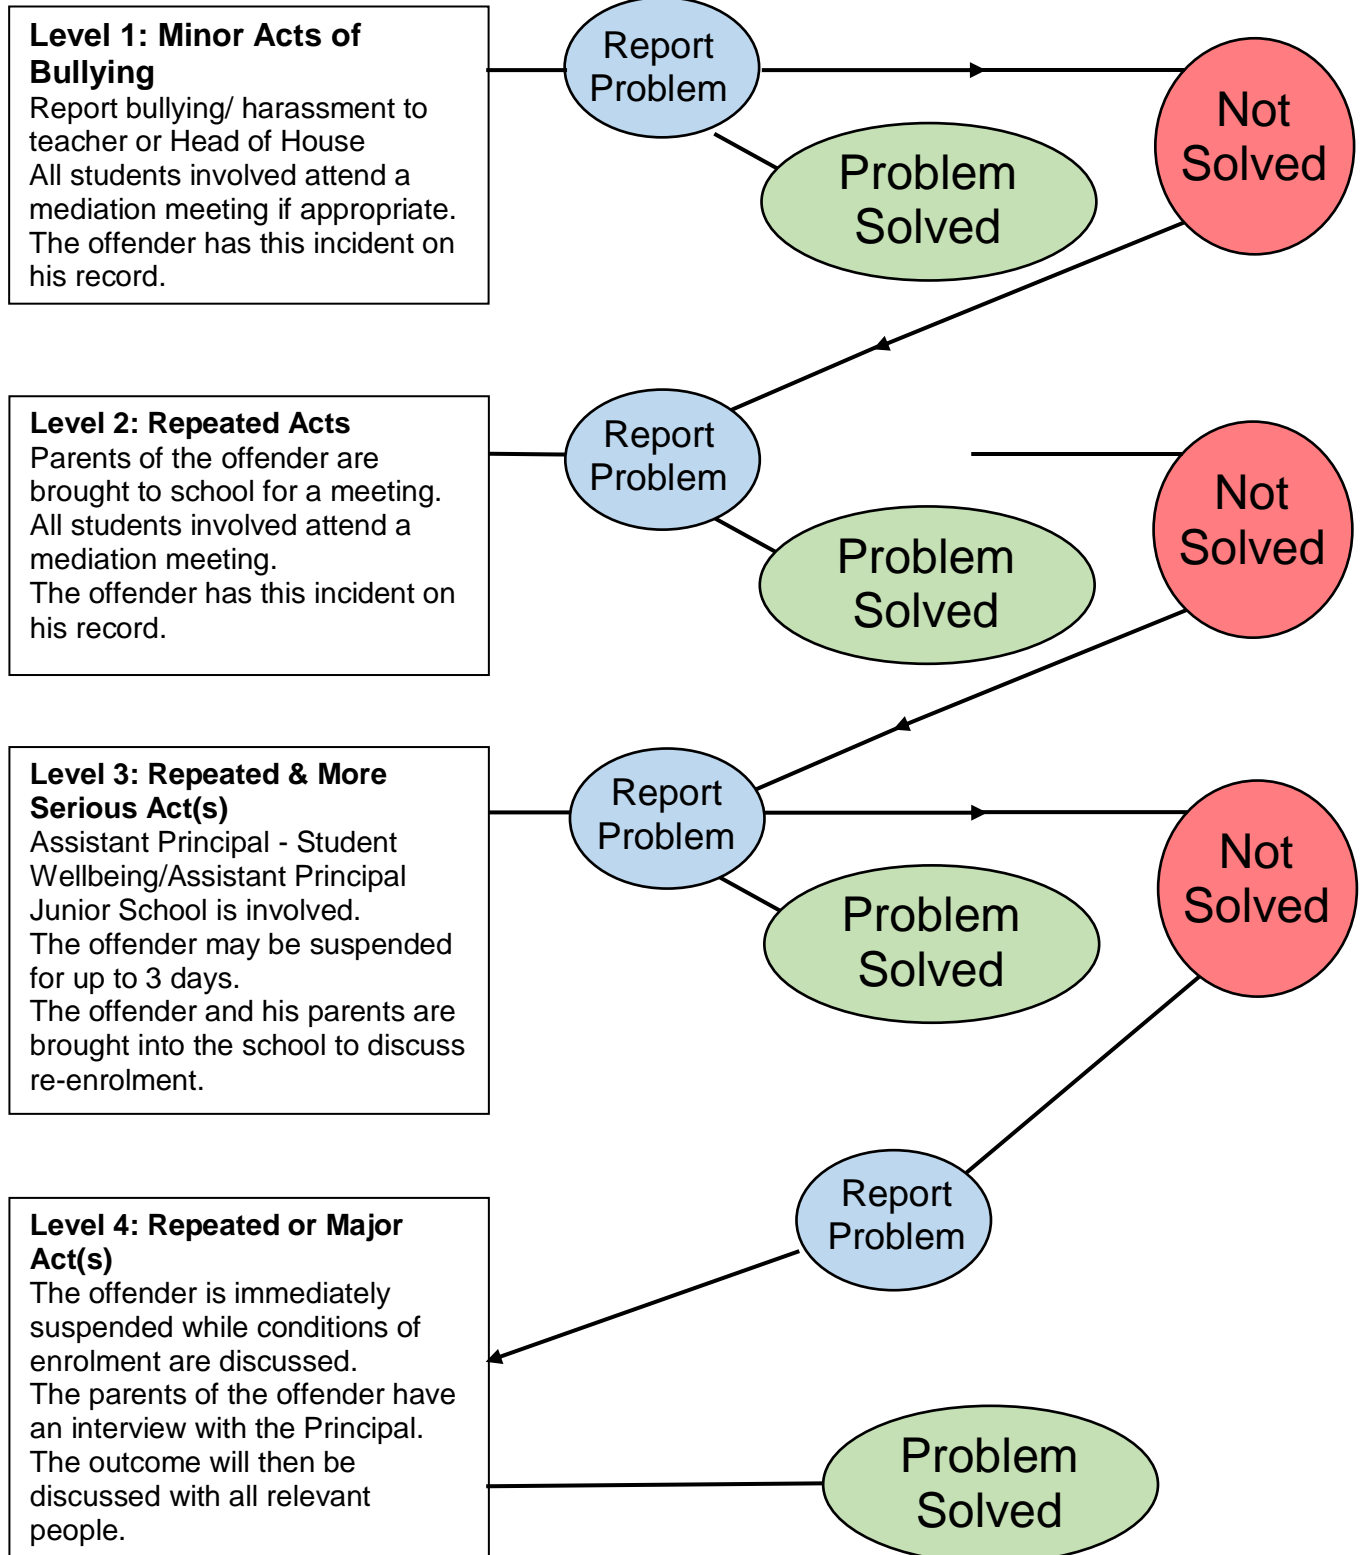 Level 1: Minor Acts of
Bullying
Report bullying/ harassment to
teacher or Head of House
All students involved attend a
mediation meeting if appropriate.
The offender has this incident on
his record.
Report
Problem
Problem
Solved
Not
Solved
Level 2: Repeated Acts
Parents of the offender are
brought to school for a meeting.
All students involved attend a
mediation meeting.
The offender has this incident on
his record.
Report
Problem
Problem
Solved
Not
Solved
Level 3: Repeated & More
Serious Act(s)
Assistant Principal - Student
Wellbeing/Assistant Principal
Junior School is involved.
The offender may be suspended
for up to 3 days.
The offender and his parents are
brought into the school to discuss
re-enrolment.
Report
Problem
Problem
Solved
Not
Solved
Report
Problem
Level 4: Repeated or Major
Act(s)
The offender is immediately
suspended while conditions of
enrolment are discussed.
The parents of the offender have
an interview with the Principal.
The outcome will then be
discussed with all relevant
people.
Problem
Solved